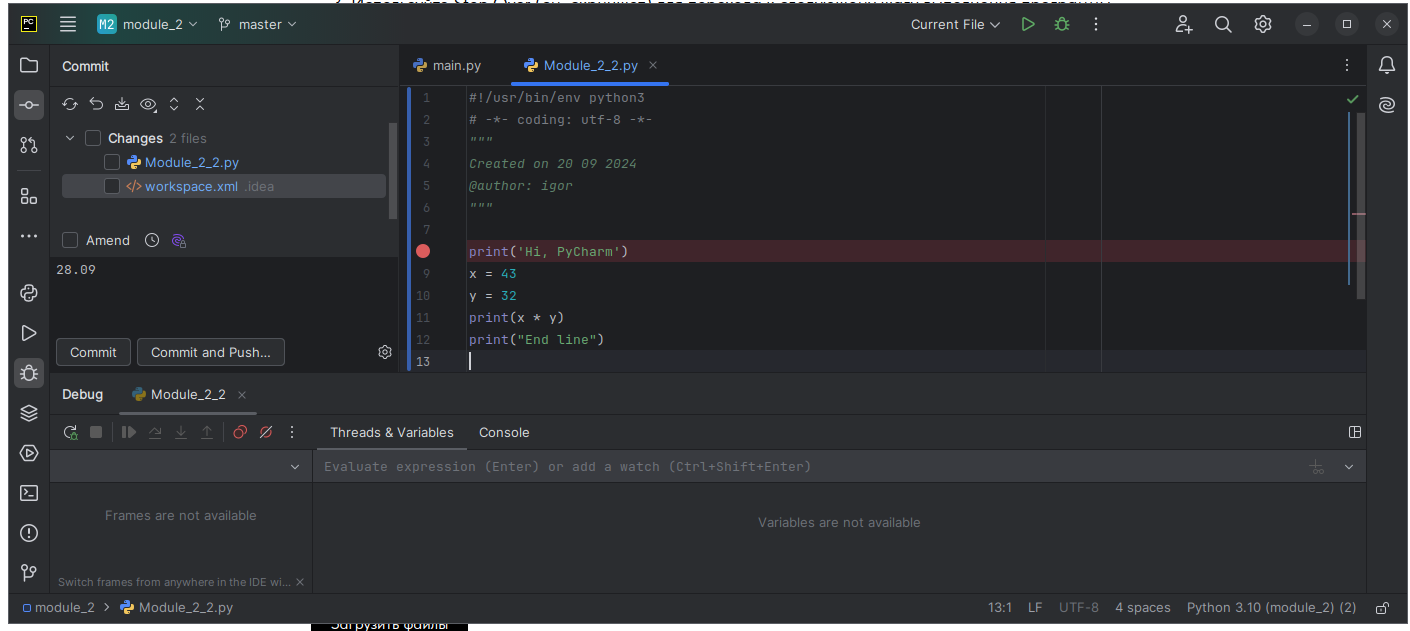 PC M2 module_2 master Current File
Commit
main.py Module_2_2.py
Changes 2 files
Module_2_2.py
workspace.xml .idea
Amend
28.09
Commit Commit and Push...
1 #!/usr/bin/env python3
2 # -*- coding: utf-8 -*-
3 """
4 Created on 20 09 2024
5 @author: igor
6 """
7
print('Hi, PyCharm')
9 x = 43
10 y = 32
11 print(x * y)
12 print("End line")
13
Debug Module_2_2
Threads & Variables Console
Evaluate expression (Enter) or add a watch (Ctrl+Shift+Enter)
Frames are not available
Variables are not available
Switch frames from anywhere in the IDE wi...
module_2 Module_2_2.py 13:1 LF UTF-8 4 spaces Python 3.10 (module_2) (2)
Загрузить файлы